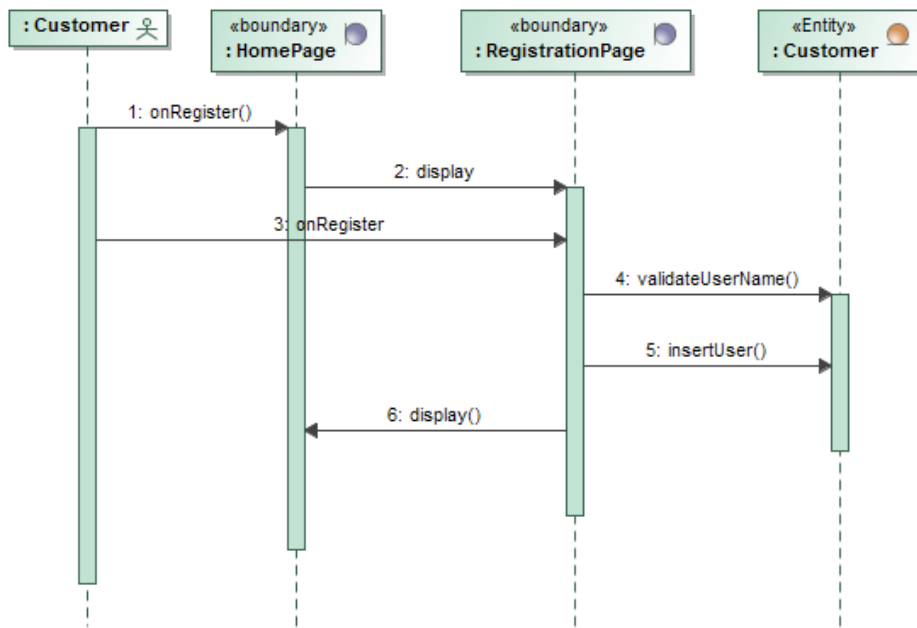 : Customer
«boundary»
: HomePage
«boundary»
: RegistrationPage
«Entity»
: Customer
1: onRegister()
2: display
3: onRegister
4: validateUserName()
5: insertUser()
6: display()